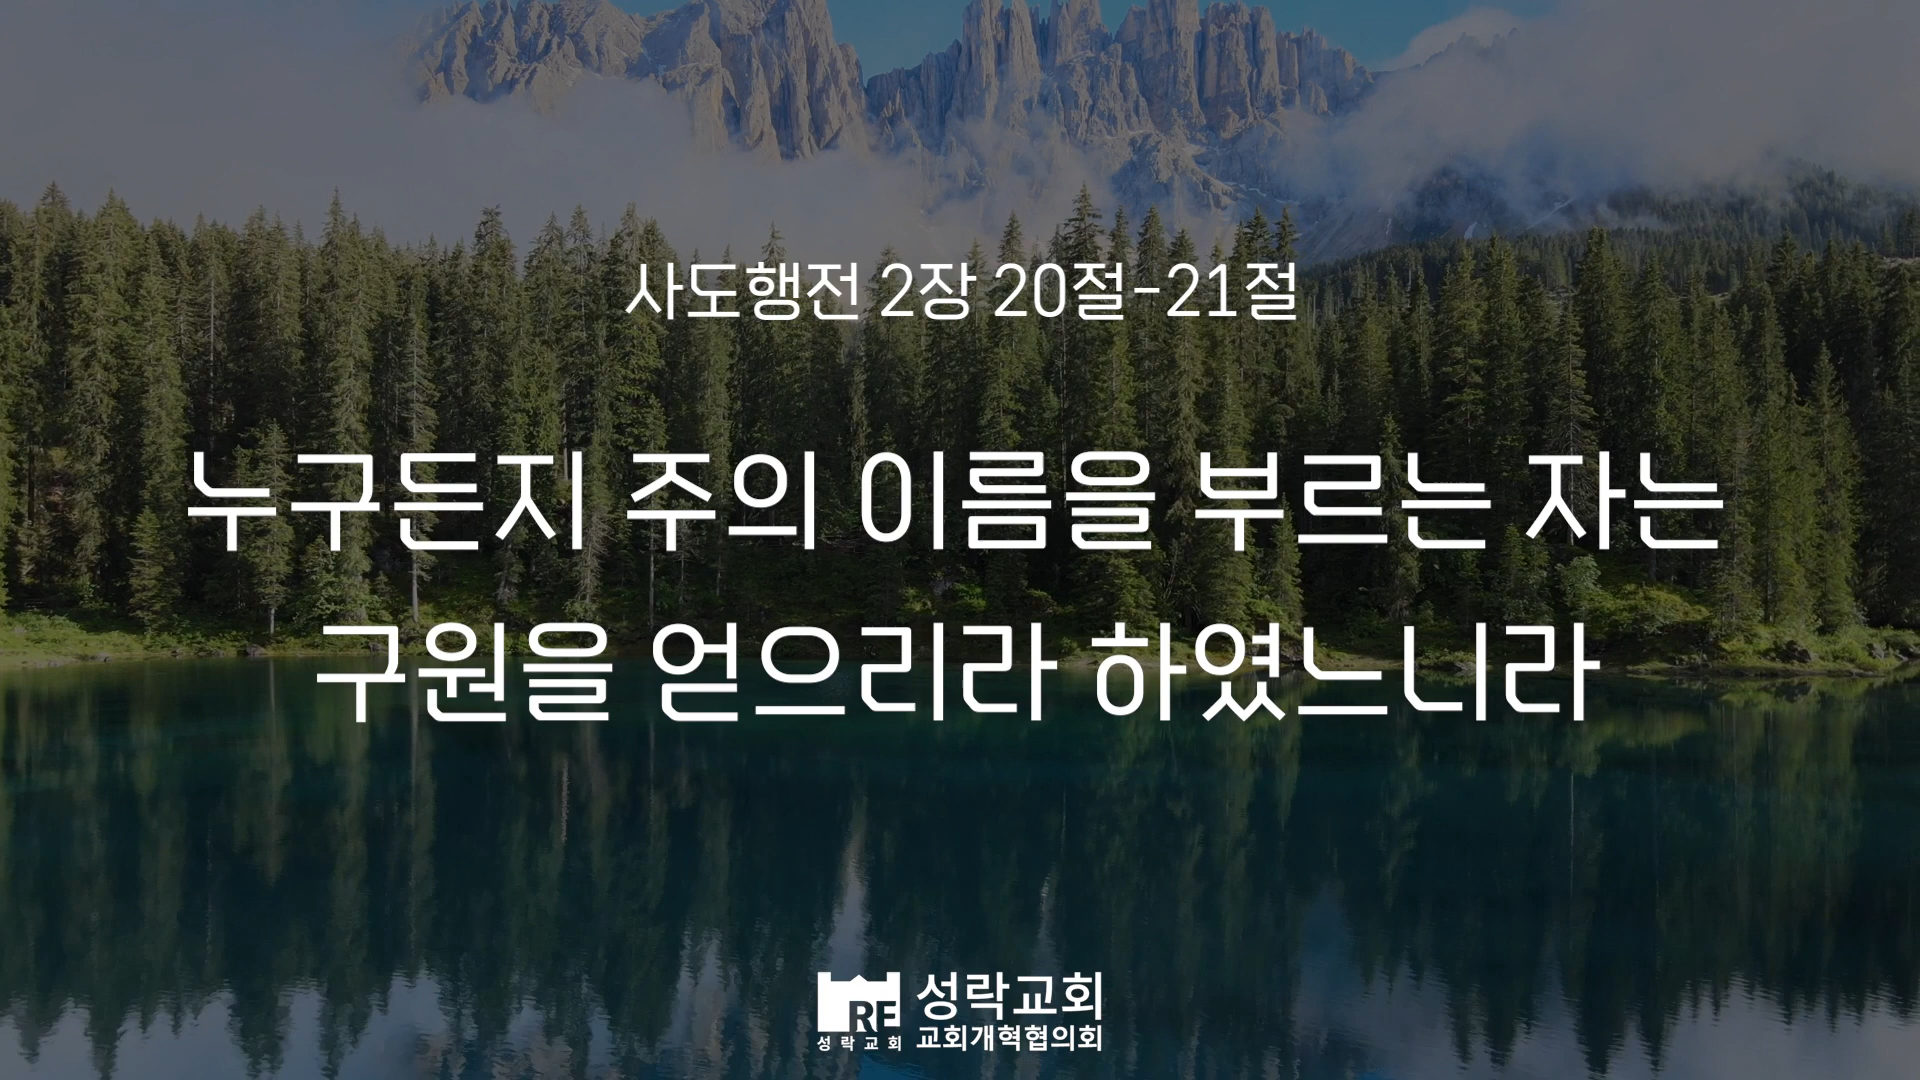 사도행전 2장 20절-21절
누구든지 주의 이름을 부르는 자는
구원을 얻으리라 하였느니라
RE
성락교회
성락교회
교회개혁협의회